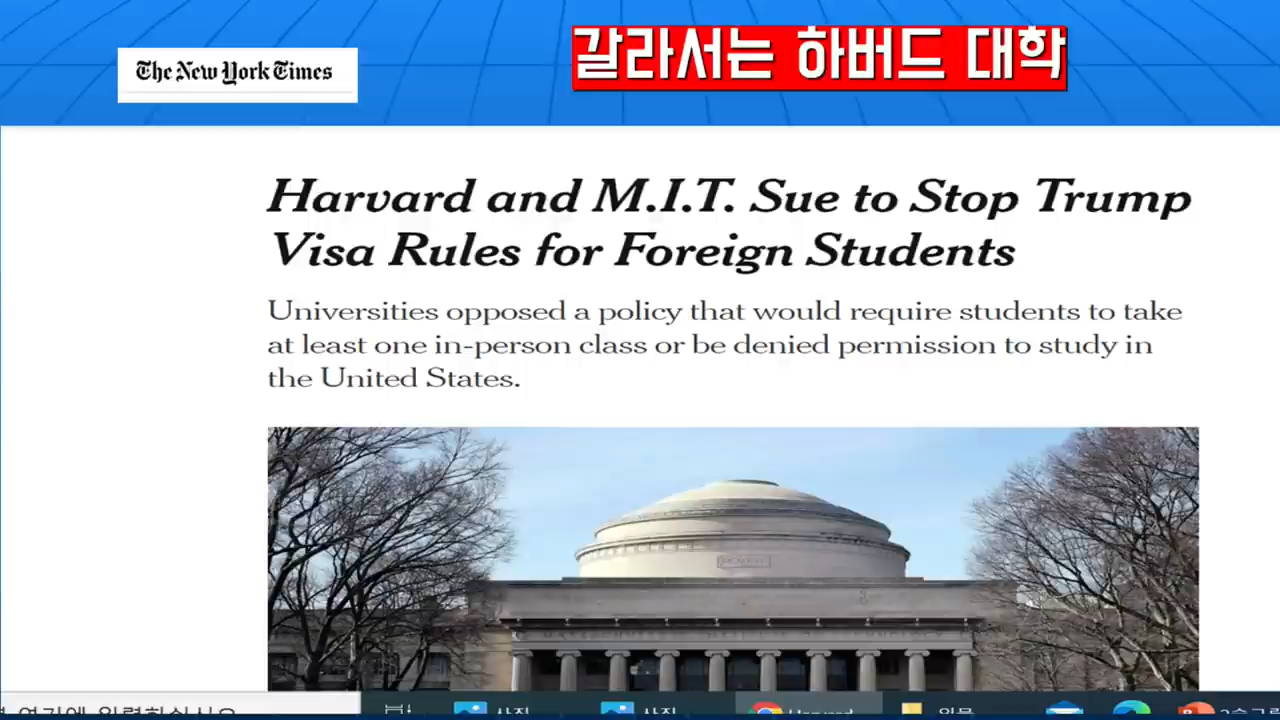 갈라서는 하버드 대학
The New York Times
Harvard and M.I.T. Sue to Stop Trump
Visa Rules for Foreign Students
Universities opposed a policy that would require students to take
at least one in-person class or be denied permission to study in
the United States.